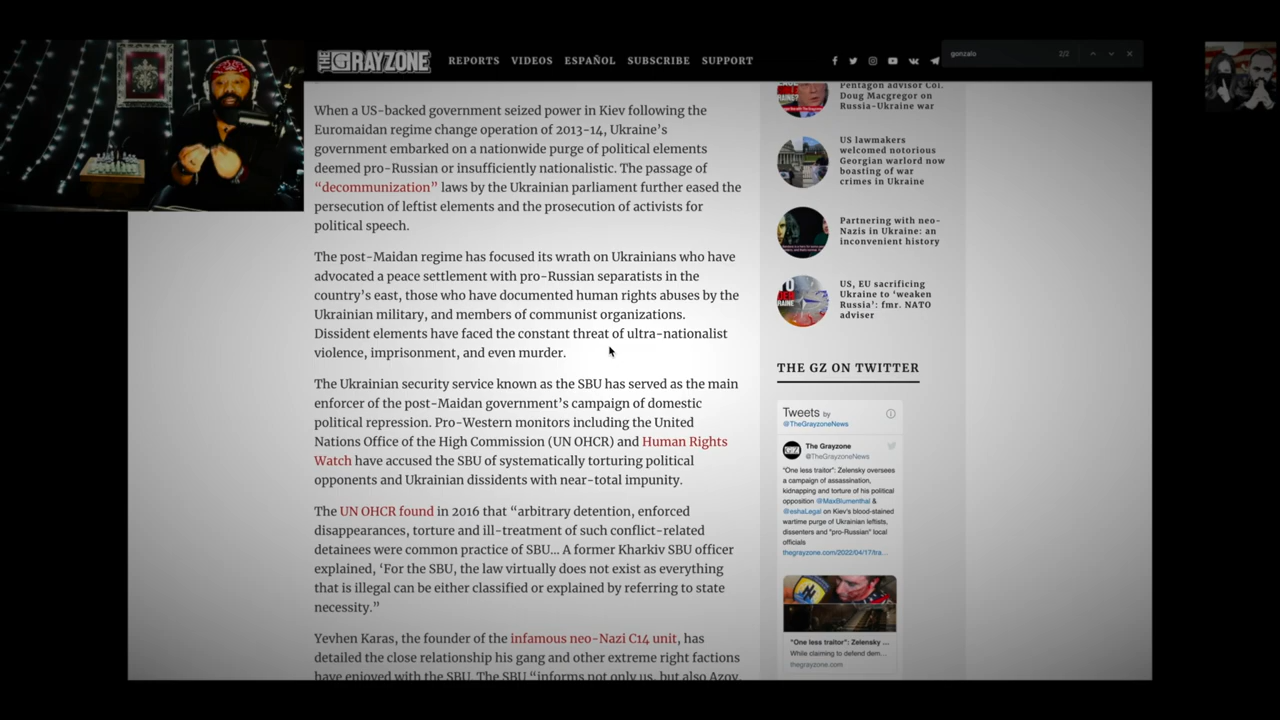 THE GRAYZONE
REPORTS VIDEOS ESPAÑOL SUBSCRIBE SUPPORT
gonzalo 2/2
When a US-backed government seized power in Kiev following the
Euromaidan regime change operation of 2013-14, Ukraine's
government embarked on a nationwide purge of political elements
deemed pro-Russian or insufficiently nationalistic. The passage of
“decommunization” laws by the Ukrainian parliament further eased the
persecution of leftist elements and the prosecution of activists for
political speech.
The post-Maidan regime has focused its wrath on Ukrainians who have
advocated a peace settlement with pro-Russian separatists in the
country's east, those who have documented human rights abuses by the
Ukrainian military, and members of communist organizations.
Dissident elements have faced the constant threat of ultra-nationalist
violence, imprisonment, and even murder.
The Ukrainian security service known as the SBU has served as the main
enforcer of the post-Maidan government's campaign of domestic
political repression. Pro-Western monitors including the United
Nations Office of the High Commission (UN OHCR) and Human Rights
Watch have accused the SBU of systematically torturing political
opponents and Ukrainian dissidents with near-total impunity.
The UN OHCR found in 2016 that “arbitrary detention, enforced
disappearances, torture and ill-treatment of such conflict-related
detainees were common practice of SBU… A former Kharkiv SBU officer
explained, ‘For the SBU, the law virtually does not exist as everything
that is illegal can be either classified or explained by referring to state
necessity.”
Yevhen Karas, the founder of the infamous neo-Nazi C14 unit, has
detailed the close relationship his gang and other extreme right factions
have enjoyed with the SBU. The SBU “informs not only us, but also Azov,
Pentagon advisor Col.
Doug Macgregor on
Russia-Ukraine war
US lawmakers
welcomed notorious
Georgian warlord now
boasting of war
crimes in Ukraine
Partnering with neo-
Nazis in Ukraine: an
inconvenient history
US, EU sacrificing
Ukraine to ‘weaken
Russia’: fmr. NATO
adviser
THE GZ ON TWITTER
Tweets by
@TheGrayzoneNews
The Grayzone
@TheGrayzoneNews
"One less traitor": Zelensky oversees
a campaign of assassination,
kidnapping and torture of his political
opposition @MaxBlumenthal &
@eshaLegal on Kiev's blood-stained
wartime purge of Ukrainian leftists,
dissenters and "pro-Russian" local
officials
thegrayzone.com/2022/04/17/tra…
"One less traitor": Zelensky ...
While claiming to defend dem...
thegrayzone.com